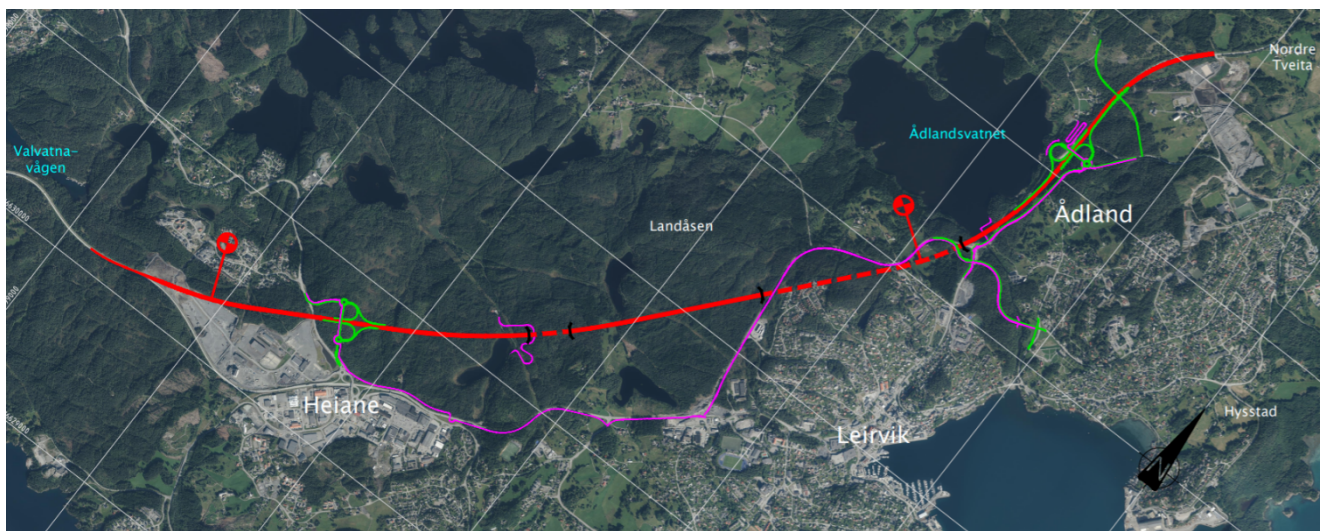 Nordre
Tveita
Ådlandsvatnet
Valvatna-
vågen
Ådland
Landåsen
Heiane
Hysstad
Leirvik
N